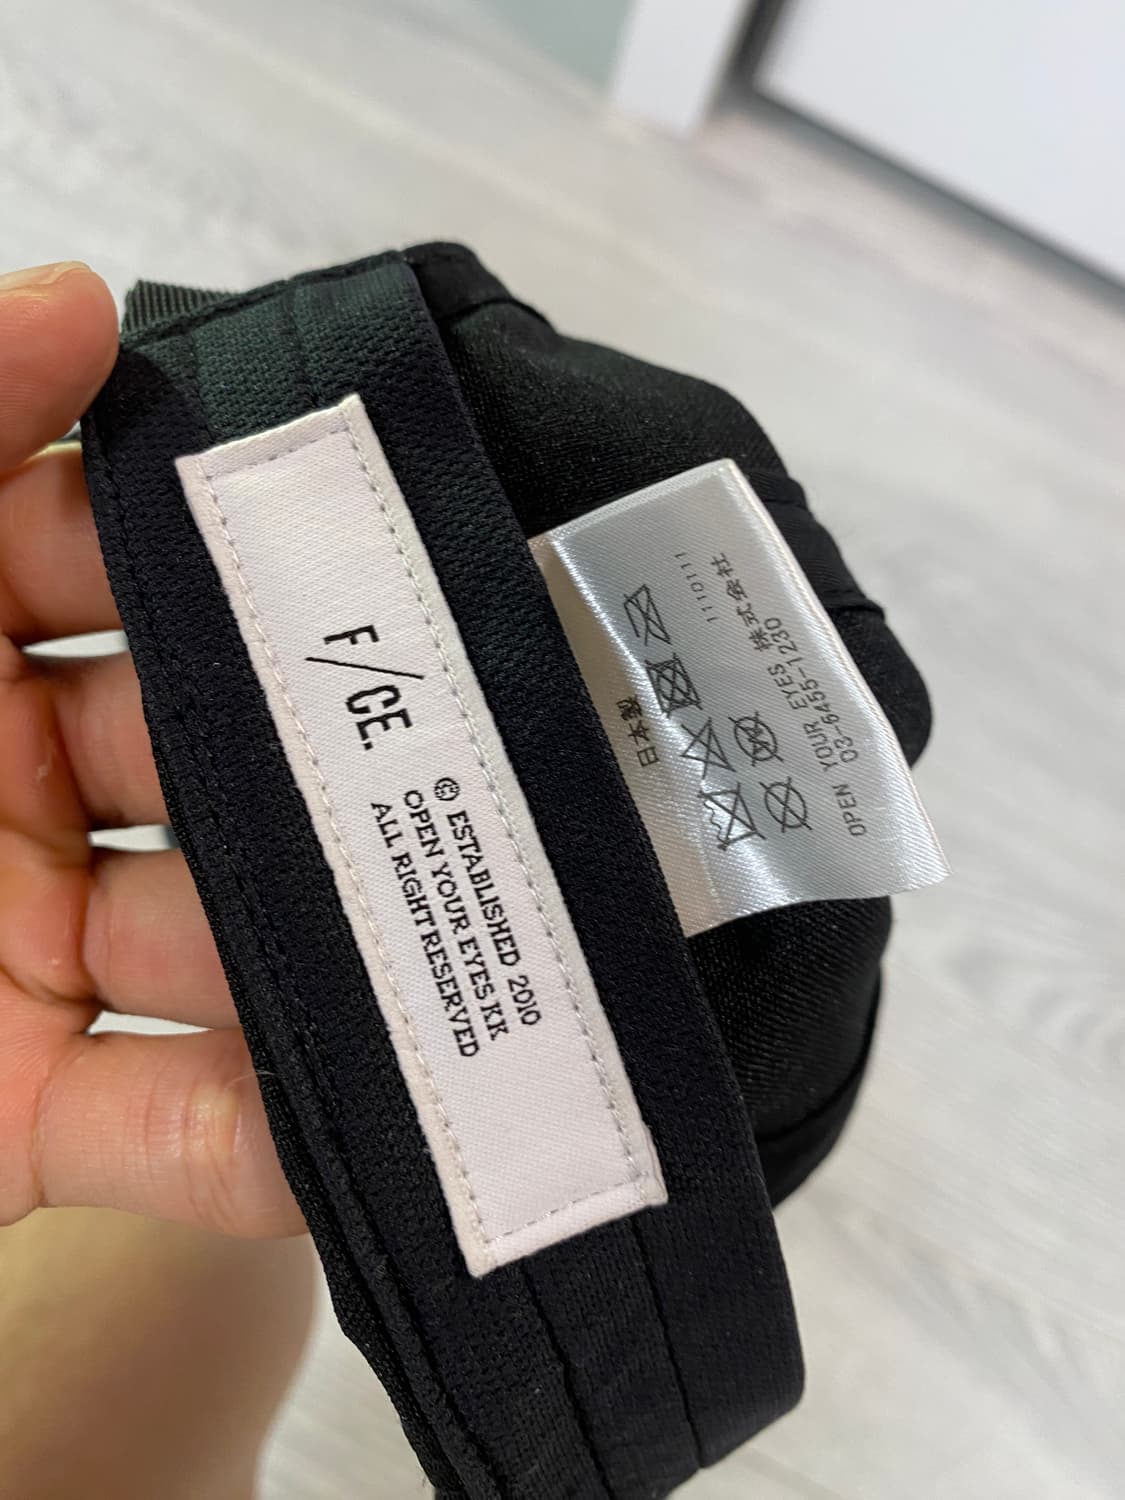 F/CE.
© ESTABLISHED 2010
OPEN YOUR EYES KK
ALL RIGHT RESERVED
日本製
1110111
OPEN YOUR EYES 株式会社
03-6455-1230